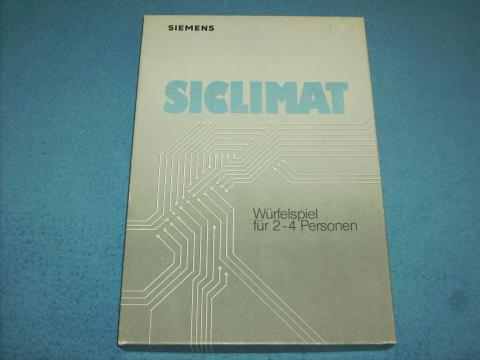 SIEMENS
SICLIMAT
Würfelspiel
für 2-4 Personen